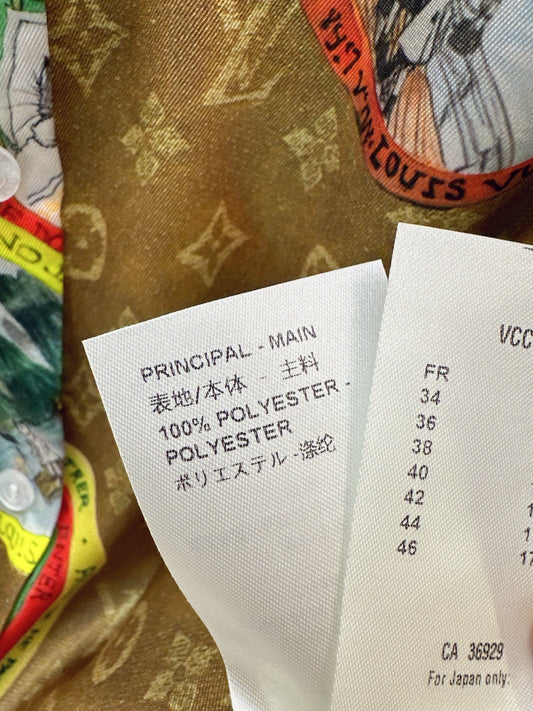 PRINCIPAL - MAIN
表地/本体 - 主料
100% POLYESTER -
POLYESTER
ポリエステル -涤纶
VCC
FR
34
36
38
40
42
44
46
CA 36929
For Japan only:
LOUIS